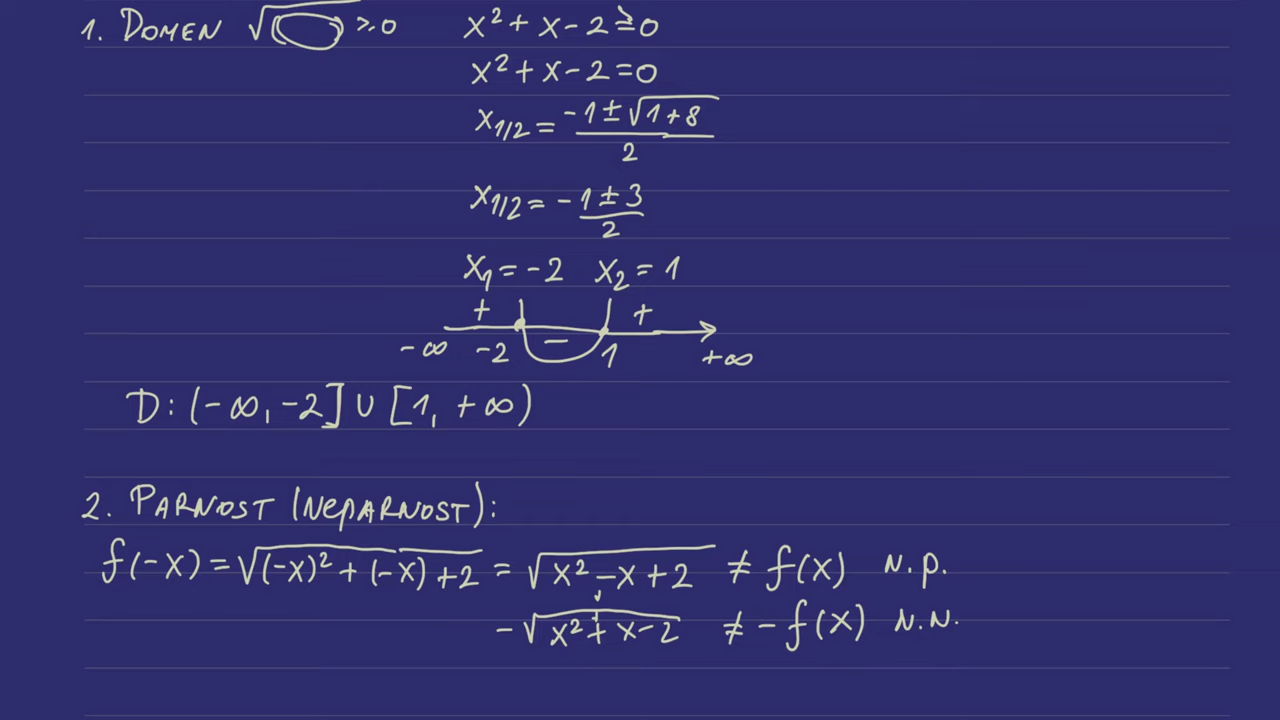 1. DOMEN √(◯) ≥0 x² + x - 2 ≥ 0
x² + x - 2 = 0
x₁/₂ = (-1 ± √(1+8)) / 2
x₁/₂ = -(1 ± 3) / 2
x₁ = -2 x₂ = 1
+ +
-∞ -2 - 1 +∞
D: (-∞, -2] ∪ [1, +∞)
2. PARNOST (NEPARNOST):
f(-x) = √((-x)² + (-x) + 2) = √(x² - x + 2) ≠ f(x) N.P.
-√(x² + x - 2) ≠ -f(x) N.N.